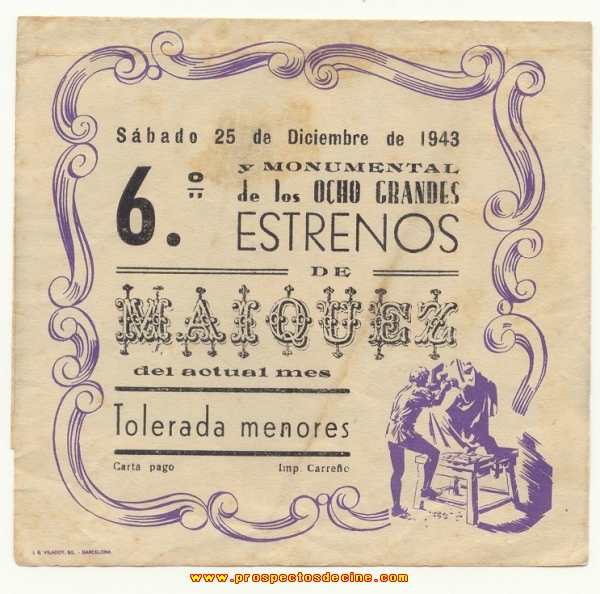 Sábado 25 de Diciembre de 1943
6.º y MONUMENTAL
de los OCHO GRANDES
ESTRENOS
DE
MAIQUEZ
del actual mes
Tolerada menores
Carta pago Imp. Carreño
I. G. VILADOT, S/L. - BARCELONA
www.prospectosdecine.com